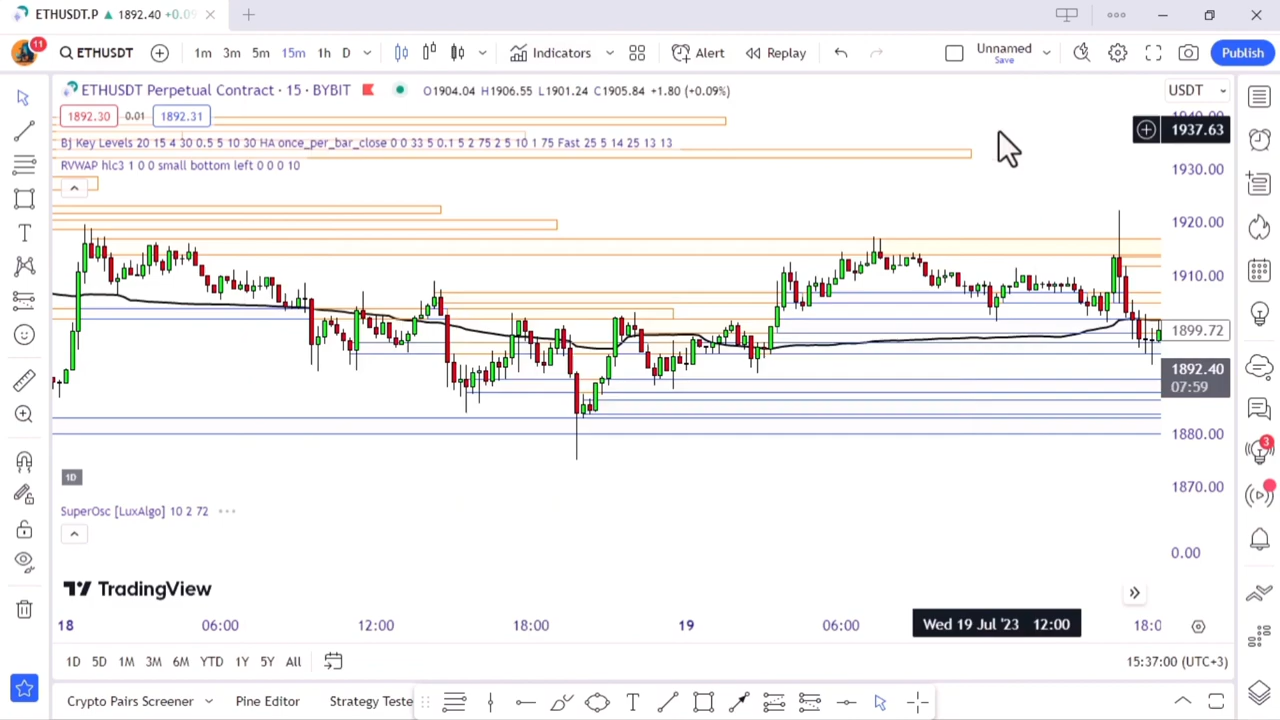 ETHUSDT.P ▲ 1892.40 +0.09
11 ETHUSDT 1m 3m 5m 15m 1h D Indicators Alert Replay Unnamed Save Publish
ETHUSDT Perpetual Contract · 15 · BYBIT O1904.04 H1906.55 L1901.24 C1905.84 +1.80 (+0.09%) USDT
1892.30 0.01 1892.31
1937.63
Bj Key Levels 20 15 4 30 0.5 5 10 30 HA once_per_bar_close 0 0 33 5 0.1 5 2 75 2 5 10 1 75 Fast 25 5 14 25 13 13
RVWAP hlc3 1 0 0 small bottom left 0 0 0 10
1930.00
1920.00
1910.00
1899.72
1892.40
07:59
1880.00
3
1D
1870.00
SuperOsc [LuxAlgo] 10 2 72
0.00
TradingView
18 06:00 12:00 18:00 19 06:00 Wed 19 Jul '23 12:00 18:0
1D 5D 1M 3M 6M YTD 1Y 5Y All 15:37:00 (UTC+3)
Crypto Pairs Screener Pine Editor Strategy Teste